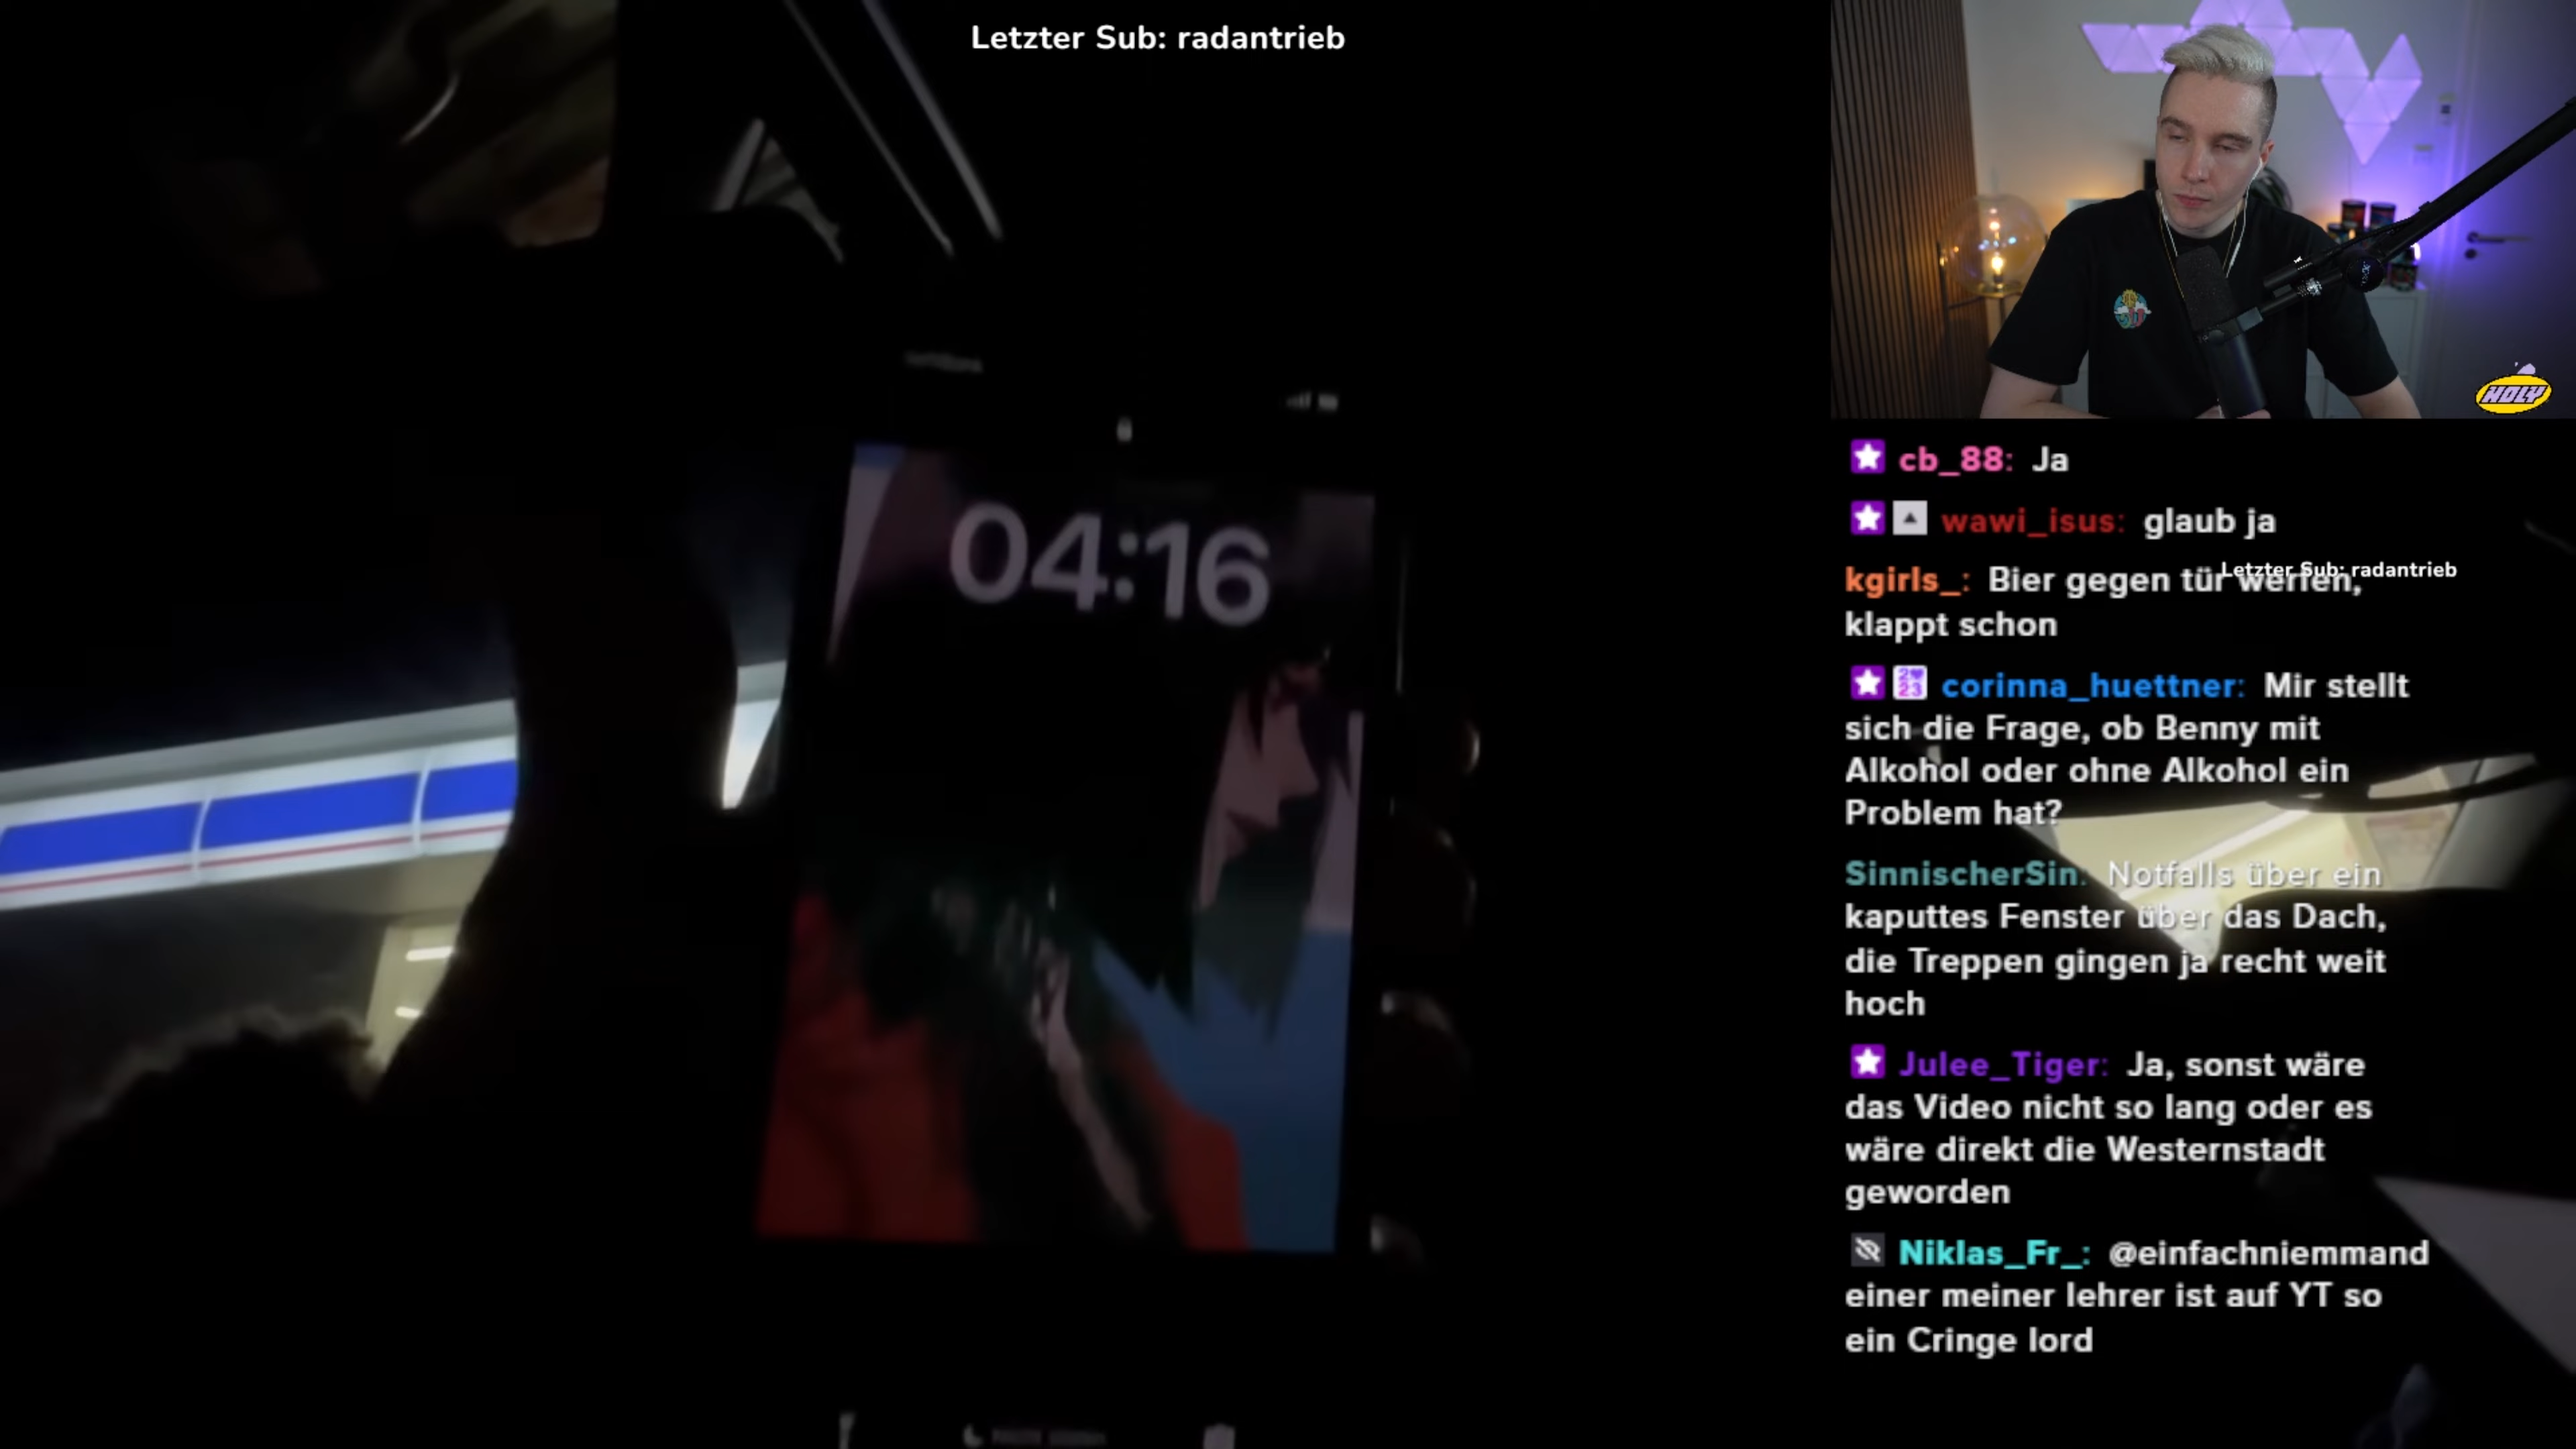 Letzter Sub: radantrieb
HOLY
04:16
cb_88: Ja
wawi_isus: glaub ja
kgirls_: Bier gegen tür werfen,
klappt schon
Letzter Sub: radantrieb
corinna_huettner: Mir stellt
sich die Frage, ob Benny mit
Alkohol oder ohne Alkohol ein
Problem hat?
SinnischerSin: Notfalls über ein
kaputtes Fenster über das Dach,
die Treppen gingen ja recht weit
hoch
Julee_Tiger: Ja, sonst wäre
das Video nicht so lang oder es
wäre direkt die Westernstadt
geworden
Niklas_Fr_: @einfachniemmand
einer meiner lehrer ist auf YT so
ein Cringe lord